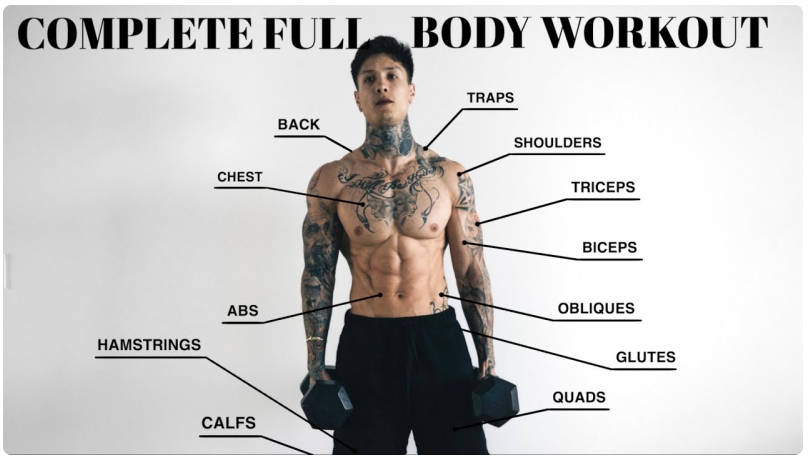 COMPLETE FULL BODY WORKOUT
TRAPS
BACK
SHOULDERS
CHEST
TRICEPS
BICEPS
ABS
OBLIQUES
HAMSTRINGS
GLUTES
QUADS
CALFS